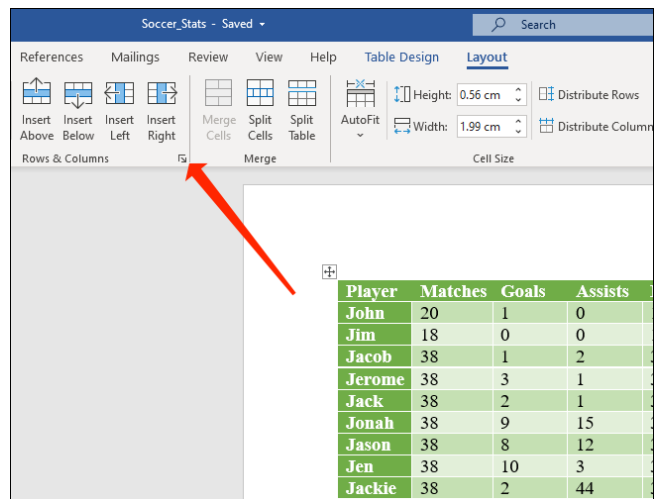 Soccer_Stats - Saved
Search
References Mailings Review View Help Table Design Layout
Insert Above Insert Below Insert Left Insert Right Merge Cells Split Cells Split Table AutoFit Height: 0.56 cm Distribute Rows
Width: 1.99 cm Distribute Column
Rows & Columns Merge Cell Size
Player Matches Goals Assists
John 20 1 0
Jim 18 0 0
Jacob 38 1 2
Jerome 38 3 1
Jack 38 2 1
Jonah 38 9 15
Jason 38 8 12
Jen 38 10 3
Jackie 38 2 44